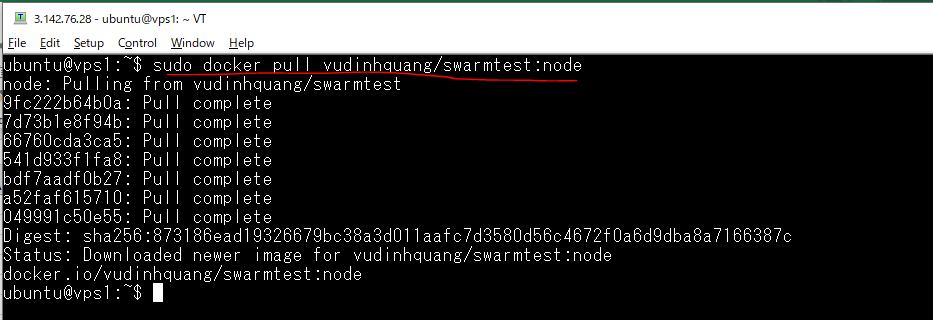 3.142.76.28 - ubuntu@vps1: ~ VT
File Edit Setup Control Window Help
ubuntu@vps1:~$ sudo docker pull vudinhquang/swarmtest:node
node: Pulling from vudinhquang/swarmtest
9fc222b64b0a: Pull complete
7d73b1e8f94b: Pull complete
66760cda3ca5: Pull complete
541d933f1fa8: Pull complete
bdf7aadf0b27: Pull complete
a52faf615710: Pull complete
049991c50e55: Pull complete
Digest: sha256:873186ead19326679bc38a3d011aafc7d3580d56c4672f0a6d9dba8a7166387c
Status: Downloaded newer image for vudinhquang/swarmtest:node
docker.io/vudinhquang/swarmtest:node
ubuntu@vps1:~$